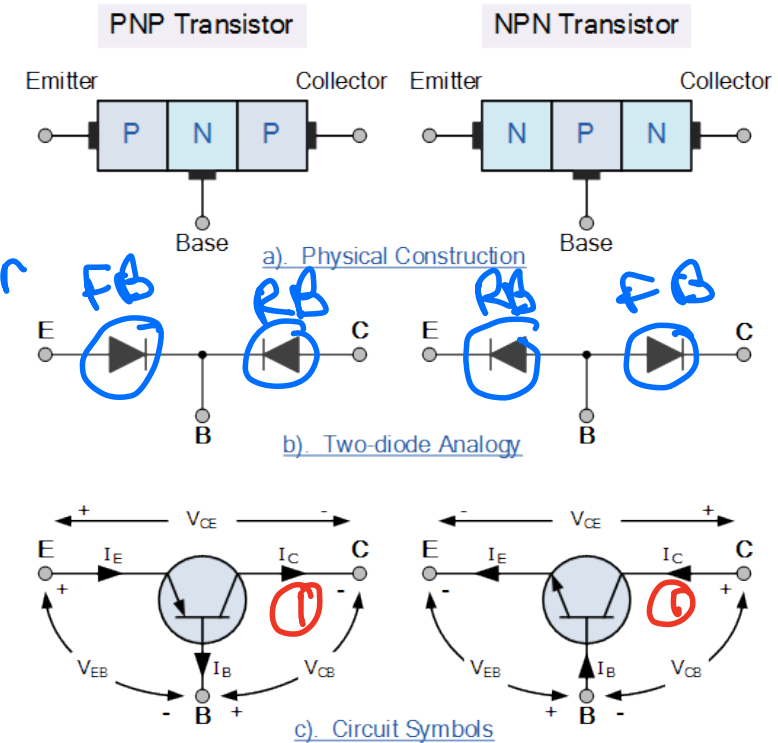 PNP Transistor NPN Transistor
Emitter Collector Emitter Collector
P N P N P N
Base Base
a). Physical Construction
FB RB RB FB
E C E C
B B
b). Two-diode Analogy
+ VCE - - VCE +
E IE IC C E IE IC C
+ - - +
VEB IB VCB VEB IB VCB
- B + + B -
c). Circuit Symbols